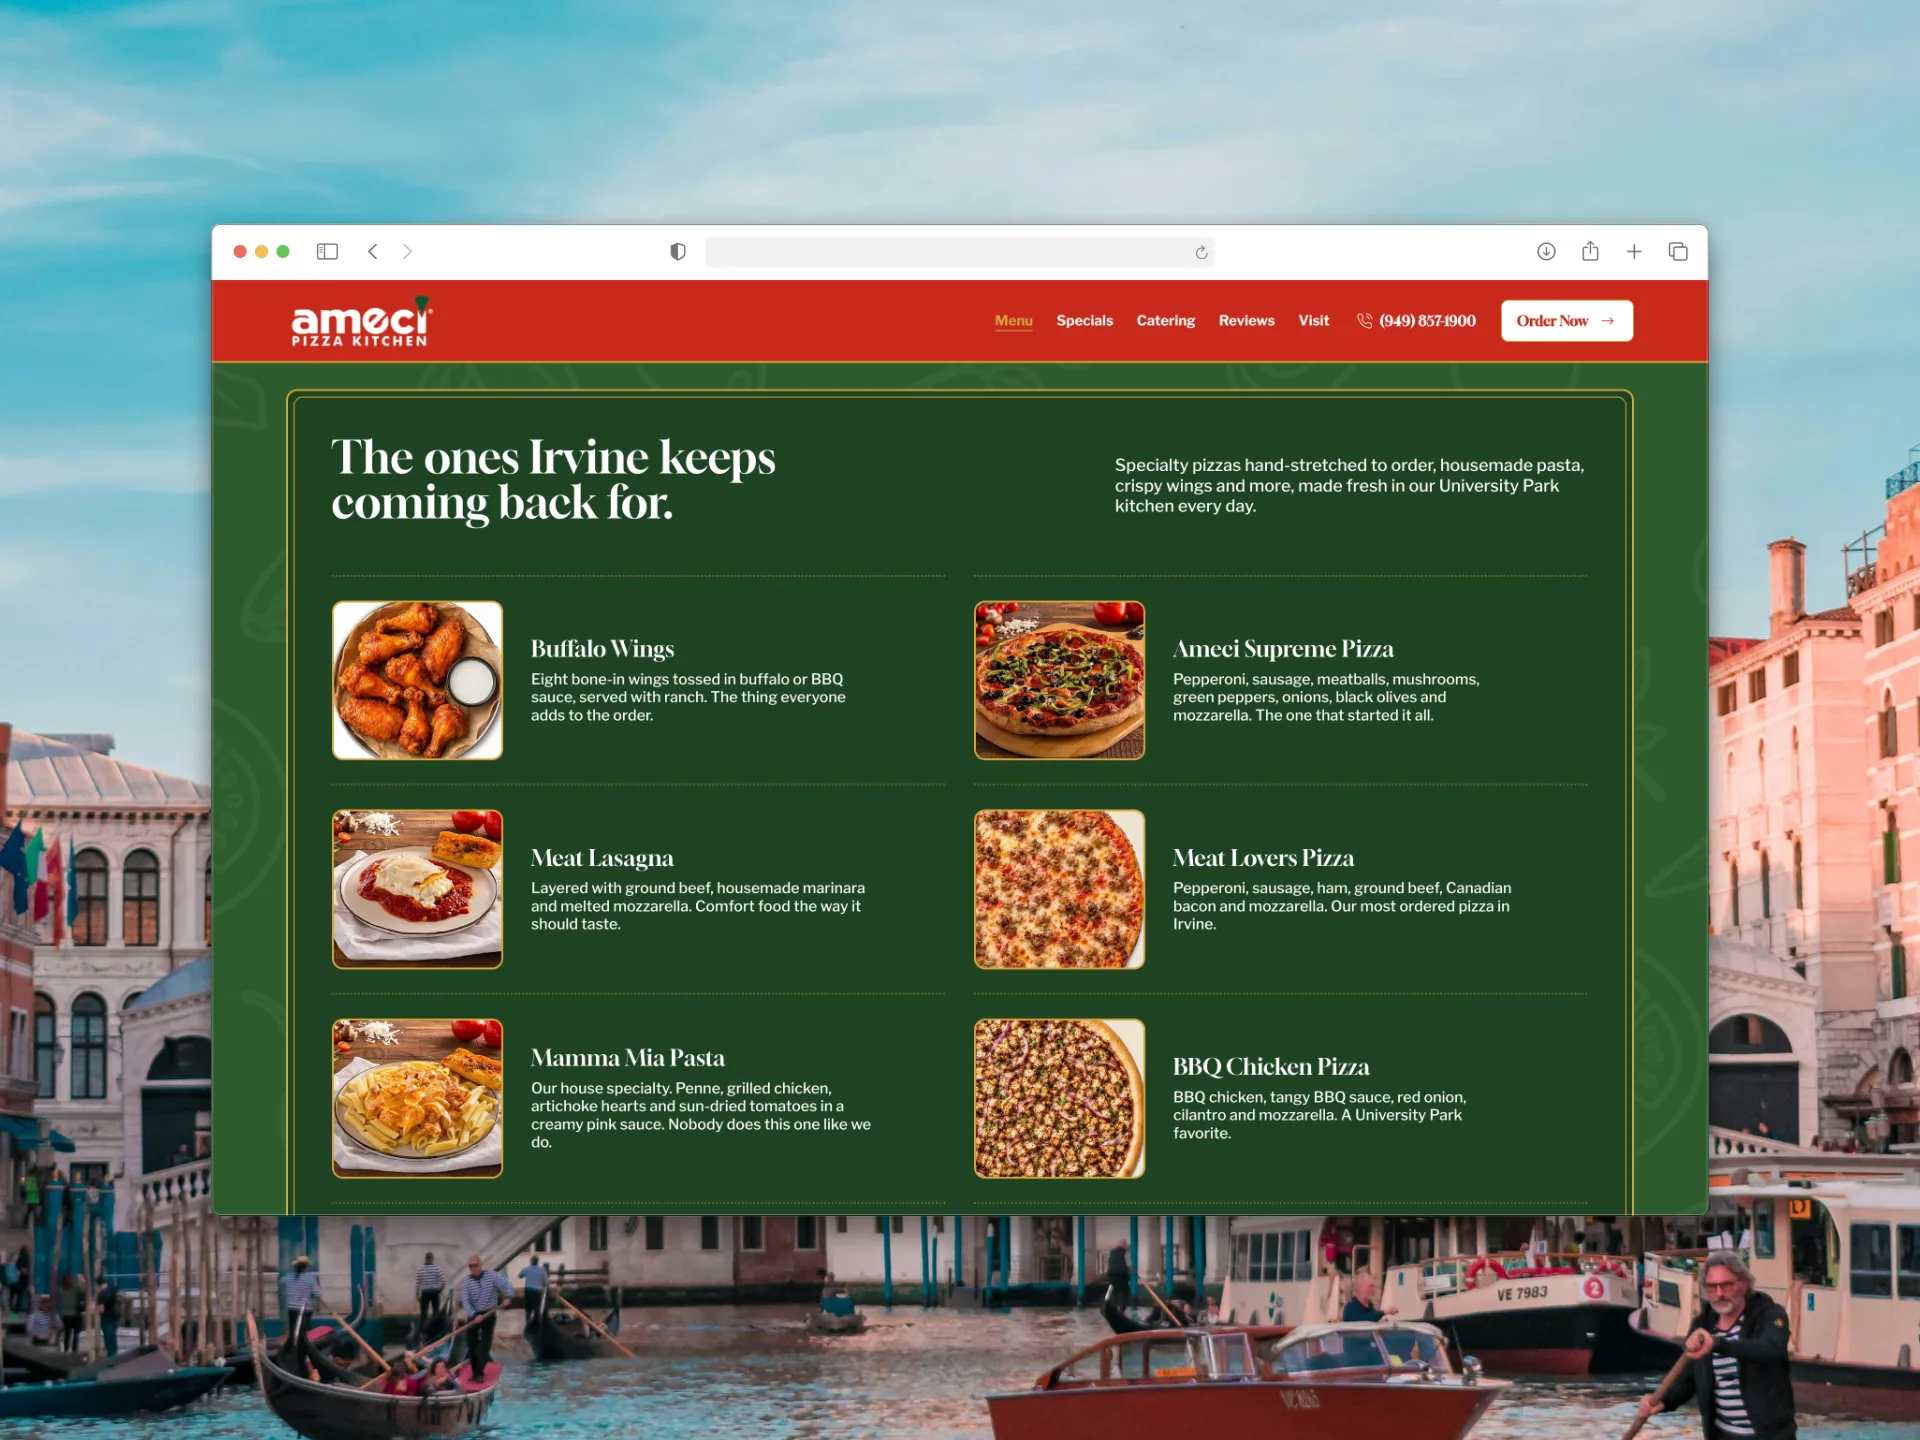 ameci
PIZZA KITCHEN
Menu Specials Catering Reviews Visit (949) 857-1900 Order Now
The ones Irvine keeps
coming back for.
Specialty pizzas hand-stretched to order, housemade pasta,
crispy wings and more, made fresh in our University Park
kitchen every day.
Buffalo Wings
Eight bone-in wings tossed in buffalo or BBQ
sauce, served with ranch. The thing everyone
adds to the order.
Ameci Supreme Pizza
Pepperoni, sausage, meatballs, mushrooms,
green peppers, onions, black olives and
mozzarella. The one that started it all.
Meat Lasagna
Layered with ground beef, housemade marinara
and melted mozzarella. Comfort food the way it
should taste.
Meat Lovers Pizza
Pepperoni, sausage, ham, ground beef, Canadian
bacon and mozzarella. Our most ordered pizza in
Irvine.
Mamma Mia Pasta
Our house specialty. Penne, grilled chicken,
artichoke hearts and sun-dried tomatoes in a
creamy pink sauce. Nobody does this one like we
do.
BBQ Chicken Pizza
BBQ chicken, tangy BBQ sauce, red onion,
cilantro and mozzarella. A University Park
favorite.
D
VE 7983
2